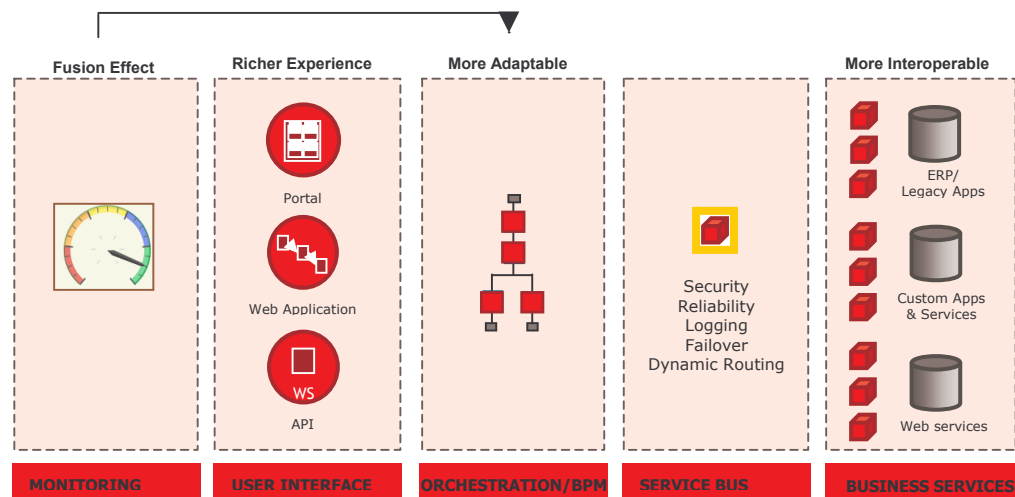 Fusion Effect
Richer Experience
More Adaptable
More Interoperable
Portal
Web Application
WS
API
Security
Reliability
Logging
Failover
Dynamic Routing
ERP/
Legacy Apps
Custom Apps
& Services
Web services
MONITORING
USER INTERFACE
ORCHESTRATION/BPM
SERVICE BUS
BUSINESS SERVICES